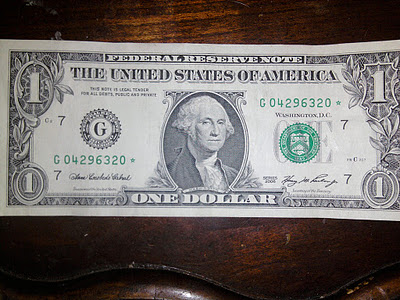 FEDERAL RESERVE NOTE
THE UNITED STATES OF AMERICA
THIS NOTE IS LEGAL TENDER
FOR ALL DEBTS, PUBLIC AND PRIVATE
1
1
G 04296320 *
WASHINGTON, D.C.
7
7
G
G 04296320 *
7
7
SERIES
2006
1
ONE DOLLAR
1